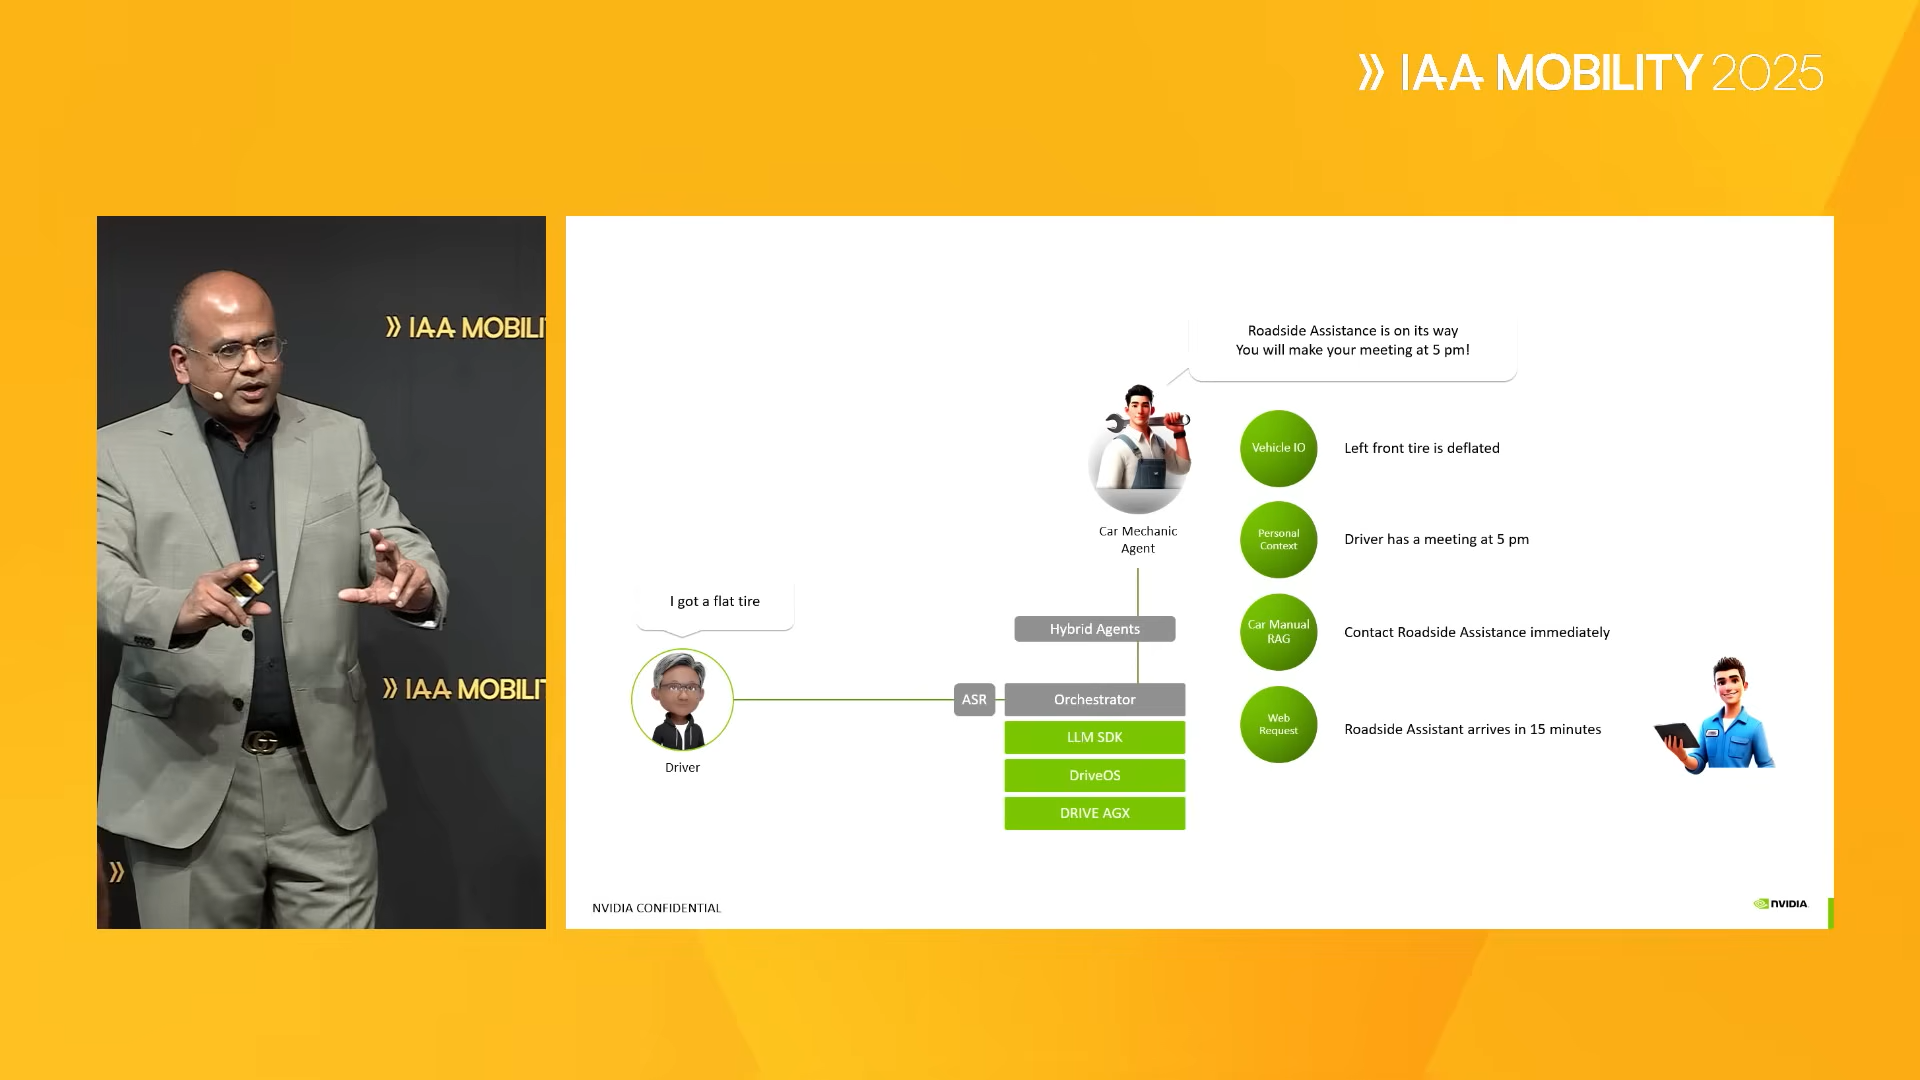 IAA MOBILITY 2025
IAA MOBILI
IAA MOBILIT
Roadside Assistance is on its way
You will make your meeting at 5 pm!
Vehicle IO
Left front tire is deflated
Car Mechanic
Agent
Personal
Context
Driver has a meeting at 5 pm
I got a flat tire
Hybrid Agents
Car Manual
RAG
Contact Roadside Assistance immediately
Driver
ASR
Orchestrator
LLM SDK
DriveOS
DRIVE AGX
Web
Request
Roadside Assistant arrives in 15 minutes
NVIDIA CONFIDENTIAL
NVIDIA